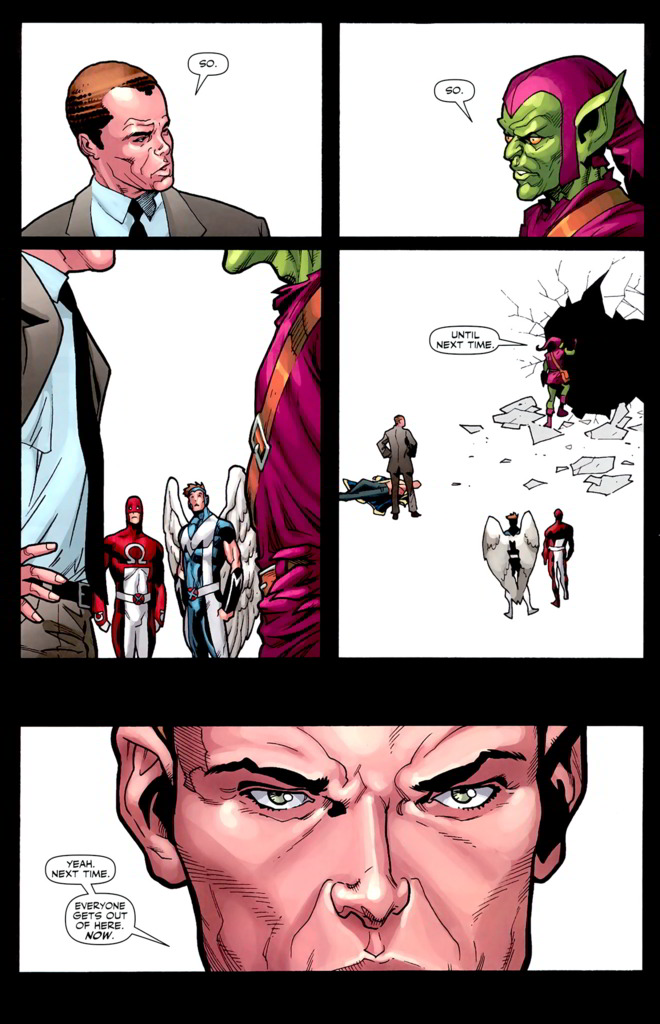 SO.
SO.
UNTIL
NEXT TIME.
YEAH.
NEXT TIME.
EVERYONE
GETS OUT
OF HERE.
NOW.